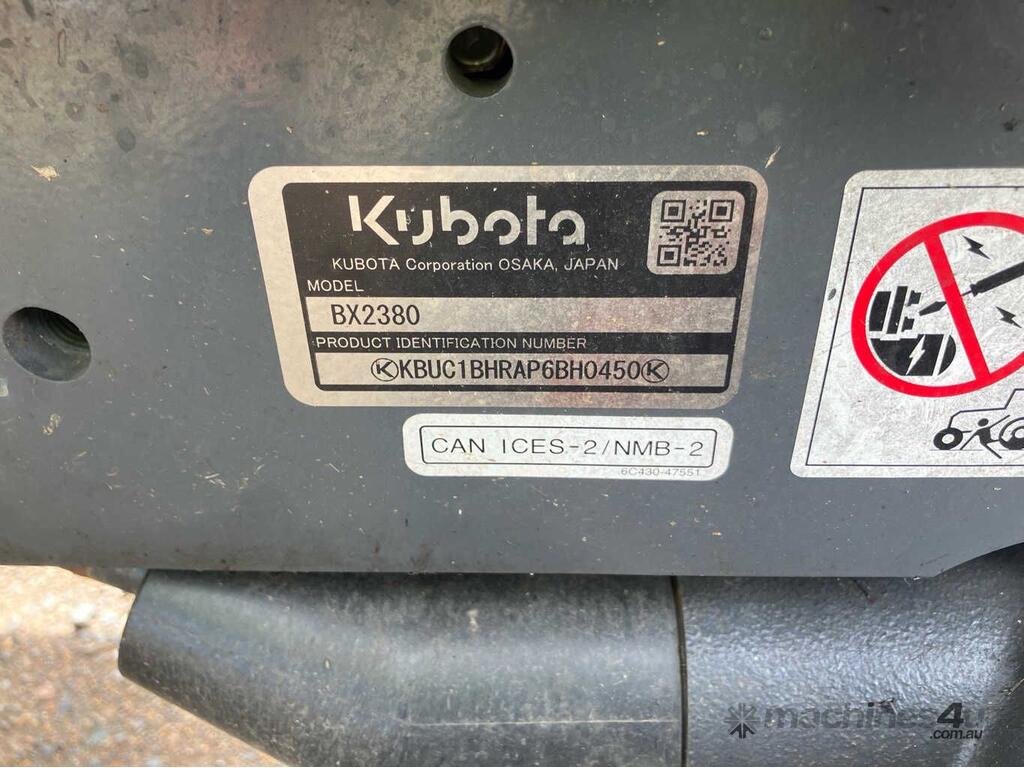 Kubota
KUBOTA Corporation OSAKA, JAPAN
MODEL
BX2380
PRODUCT IDENTIFICATION NUMBER
ⓀKBUC1BHRAP6BH0450Ⓚ
CAN ICES-2/NMB-2
6C430-47551
machines4u
.com.au